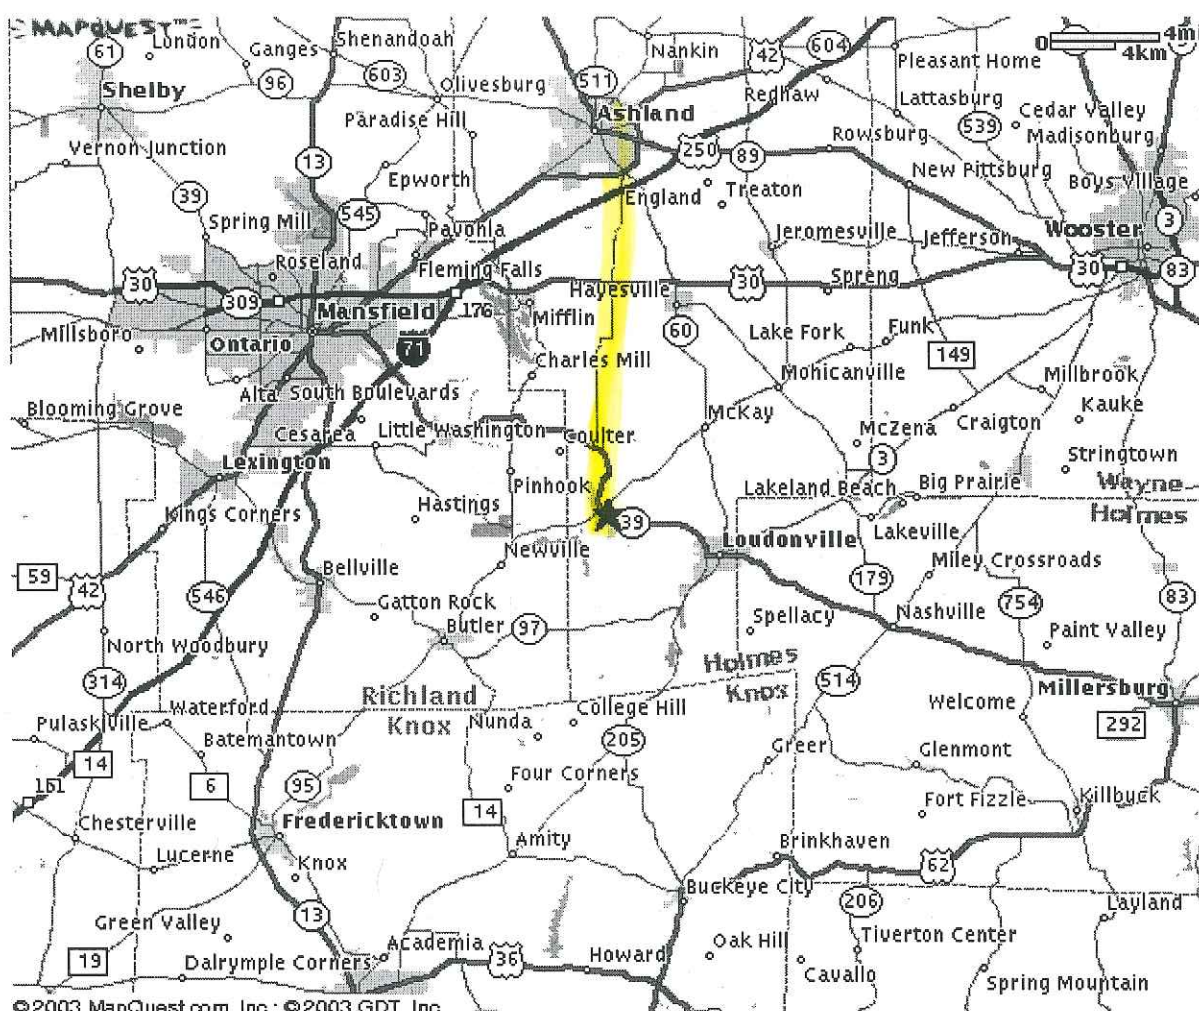 MAPQUEST™
61
London
Ganges
Shenandoah
Nankin
42
604
0 4m
4km
Pleasant Home
96
603
Olivesburg
511
Redhaw
Shelby
Lattasburg
Cedar Valley
Ashland
Paradise Hill
Rowsburg
539
Madisonburg
Vernon Junction
13
250
89
New Pittsburg
Boys Village
Epworth
Treaton
39
England
3
Spring Mill
545
Pavonia
Jeromesville
Jefferson
Wooster
Roseland
Fleming Falls
30
309
Hayesville
30
Spreng
30
83
Mansfield
176
Mifflin
Millsboro
Ontario
60
Lake Fork
Funk
71
149
Charles Mill
Mohicanville
Millbrook
Alta
South Boulevards
Blooming Grove
McKay
Kauke
Cesarea
Little Washington
Coulter
McZena
Craigton
Lexington
3
Stringtown
Pinhook
Lakeland Beach
Big Prairie
Wayne
Hastings
Holmes
Kings Corners
39
Lakeville
Newville
Loudonville
Miley Crossroads
59
42
Bellville
179
546
Gatton Rock
754
83
Butler
97
Spellacy
Nashville
Paint Valley
North Woodbury
Holmes
314
Richland
Knox
514
Millersburg
Waterford
Knox
Nunda
College Hill
Welcome
292
Pulaskiville
Batemantown
205
Greer
Glenmont
14
6
95
Four Corners
151
14
Fort Fizzle
Killbuck
Chesterville
Fredericktown
Amity
Brinkhaven
Lucerne
Knox
62
Buckeye City
206
Layland
Green Valley
13
Academia
Oak Hill
Tiverton Center
19
Dalrymple Corners
36
Howard
Cavallo
Spring Mountain
©2003 MapQuest.com, Inc.; ©2003 GDT, Inc.